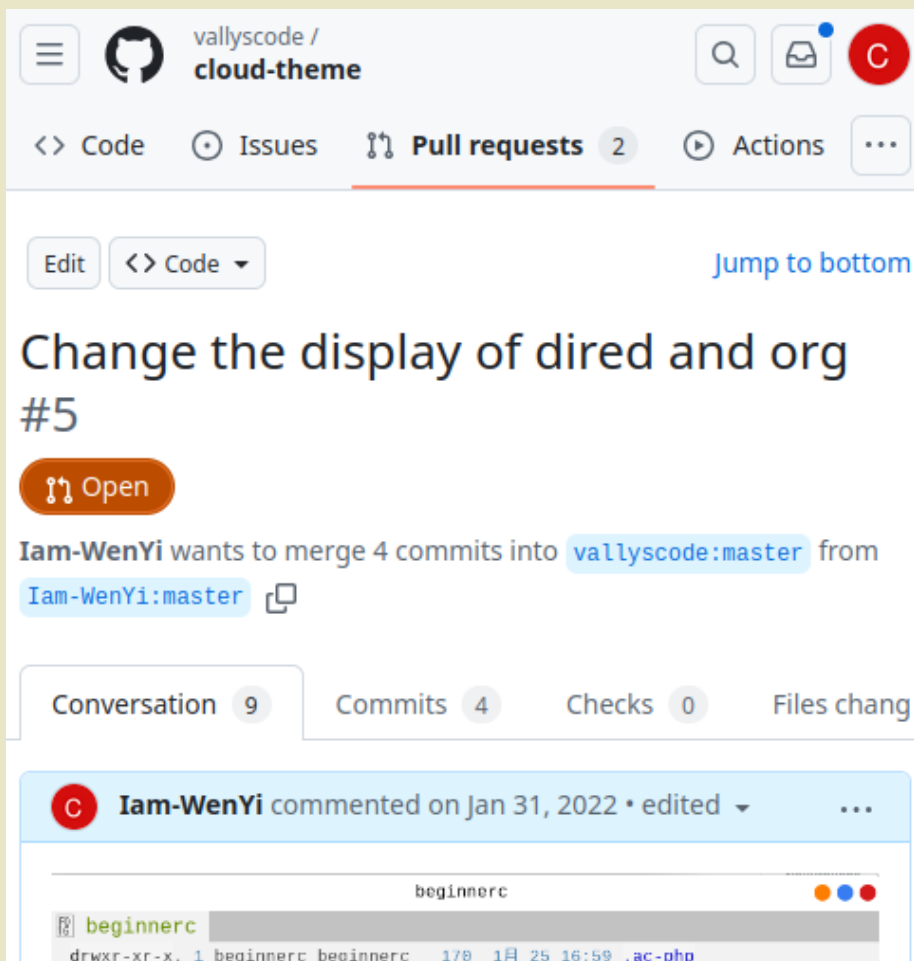 vallyscode /
cloud-theme
C
Code Issues Pull requests 2 Actions
Edit Code Jump to bottom
Change the display of dired and org
#5
Open
Iam-WenYi wants to merge 4 commits into vallyscode:master from
Iam-WenYi:master
Conversation 9 Commits 4 Checks 0 Files chang
C Iam-WenYi commented on Jan 31, 2022 • edited
beginnerc
beginnerc
drwxr-xr-x. 1 beginnerc beginnerc 170 1月 25 16:59 .ac-php